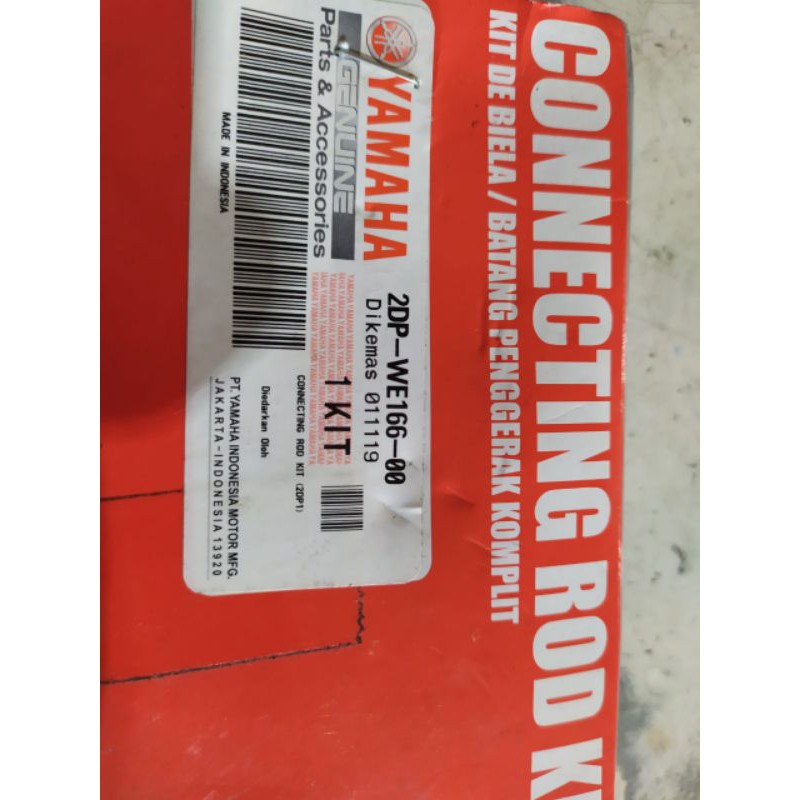 CONNECTING ROD K
KIT DE BIELA / BATANG PENGGERAK KOMPLIT
YAMAHA
GENUINE
Parts & Accessories
2DP-WE166-00
Dikemas 011119
1 KIT
CONNECTING ROD KIT (2DP1)
MADE IN INDONESIA
Diedarkan Oleh
PT. YAMAHA INDONESIA MOTOR MFG.
JAKARTA-INDONESIA 13920